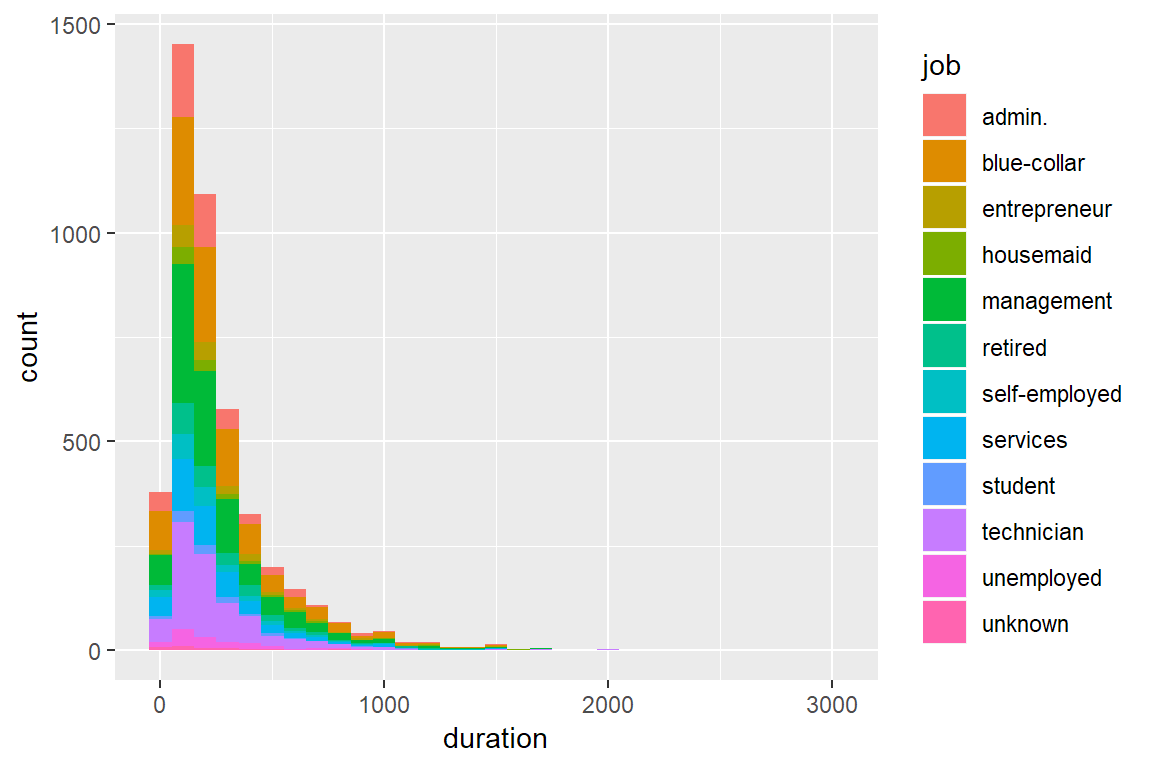 1500
1000
500
0
count
0
1000
2000
3000
duration
job
admin.
blue-collar
entrepreneur
housemaid
management
retired
self-employed
services
student
technician
unemployed
unknown